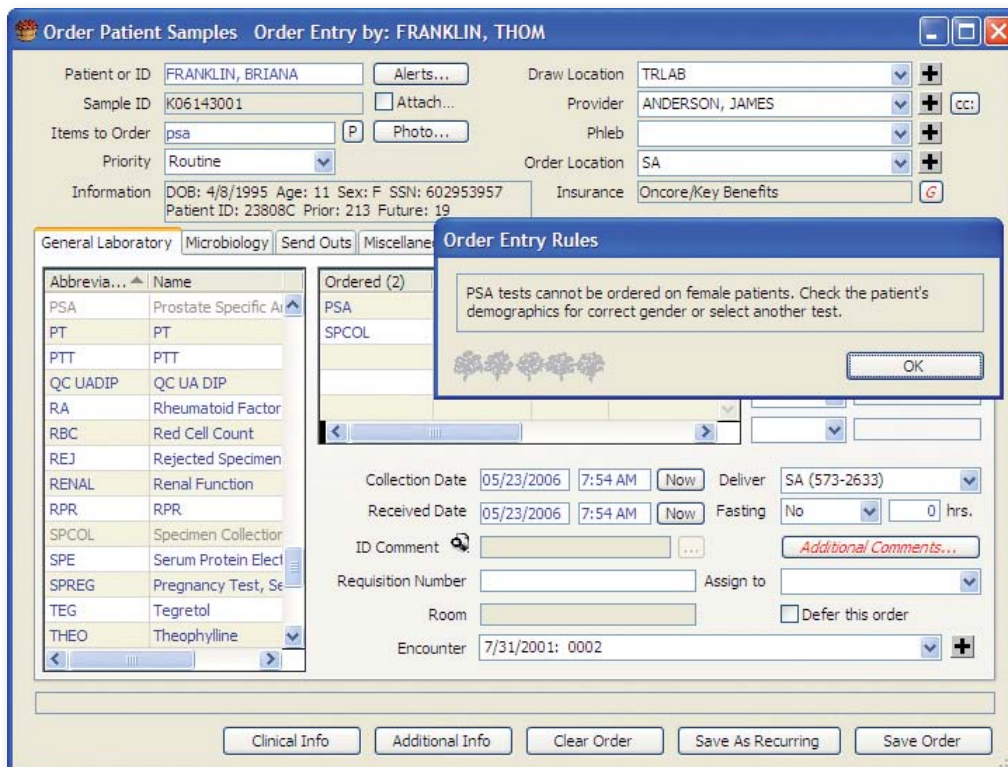 Order Patient Samples Order Entry by: FRANKLIN, THOM
Patient or ID FRANKLIN, BRIANA Alerts... Draw Location TRLAB
Sample ID K06143001 Attach... Provider ANDERSON, JAMES cc:
Items to Order psa P Photo... Phleb
Priority Routine Order Location SA
Information DOB: 4/8/1995 Age: 11 Sex: F SSN: 602953957 Insurance Oncore/Key Benefits G
Patient ID: 23808C Prior: 213 Future: 19
General Laboratory Microbiology Send Outs Miscellane
Order Entry Rules
PSA tests cannot be ordered on female patients. Check the patient's
demographics for correct gender or select another test.
OK
Abbrevia... Name
PSA Prostate Specific Ar
PT PT
PTT PTT
QC UADIP QC UA DIP
RA Rheumatoid Factor
RBC Red Cell Count
REJ Rejected Specimen
RENAL Renal Function
RPR RPR
SPCOL Specimen Collection
SPE Serum Protein Elect
SPREG Pregnancy Test, Se
TEG Tegretol
THEO Theophylline
Ordered (2)
PSA
SPCOL
Collection Date 05/23/2006 7:54 AM Now Deliver SA (573-2633)
Received Date 05/23/2006 7:54 AM Now Fasting No 0 hrs.
ID Comment ... Additional Comments...
Requisition Number Assign to
Room Defer this order
Encounter 7/31/2001: 0002
Clinical Info Additional Info Clear Order Save As Recurring Save Order